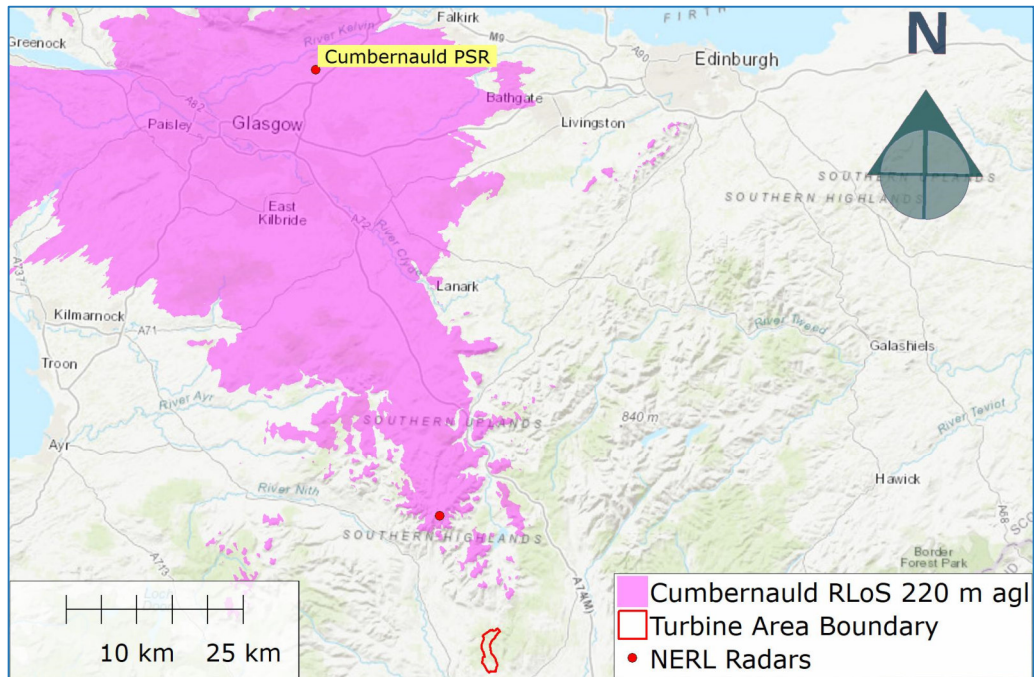 Greenock
River Kelvin
Falkirk
FIRTH
M9
Cumbernauld PSR
A90
Edinburgh
N
A82
Bathgate
Paisley
Glasgow
Livingston
SOUTHERN UPLANDS
SOUTHERN HIGHLANDS
East
Kilbride
A72
River Clyde
A737
Lanark
Kilmarnock
A71
River Tweed
Galashiels
Troon
River Ayr
840 m
SOUTHERN UPLANDS
River Teviot
Ayr
Hawick
River Nith
A68
SOUTHERN HIGHLANDS
A713
A74(M)
Border
Forest Park
10 km 25 km
Cumbernauld RLoS 220 m agl
Turbine Area Boundary
NERL Radars